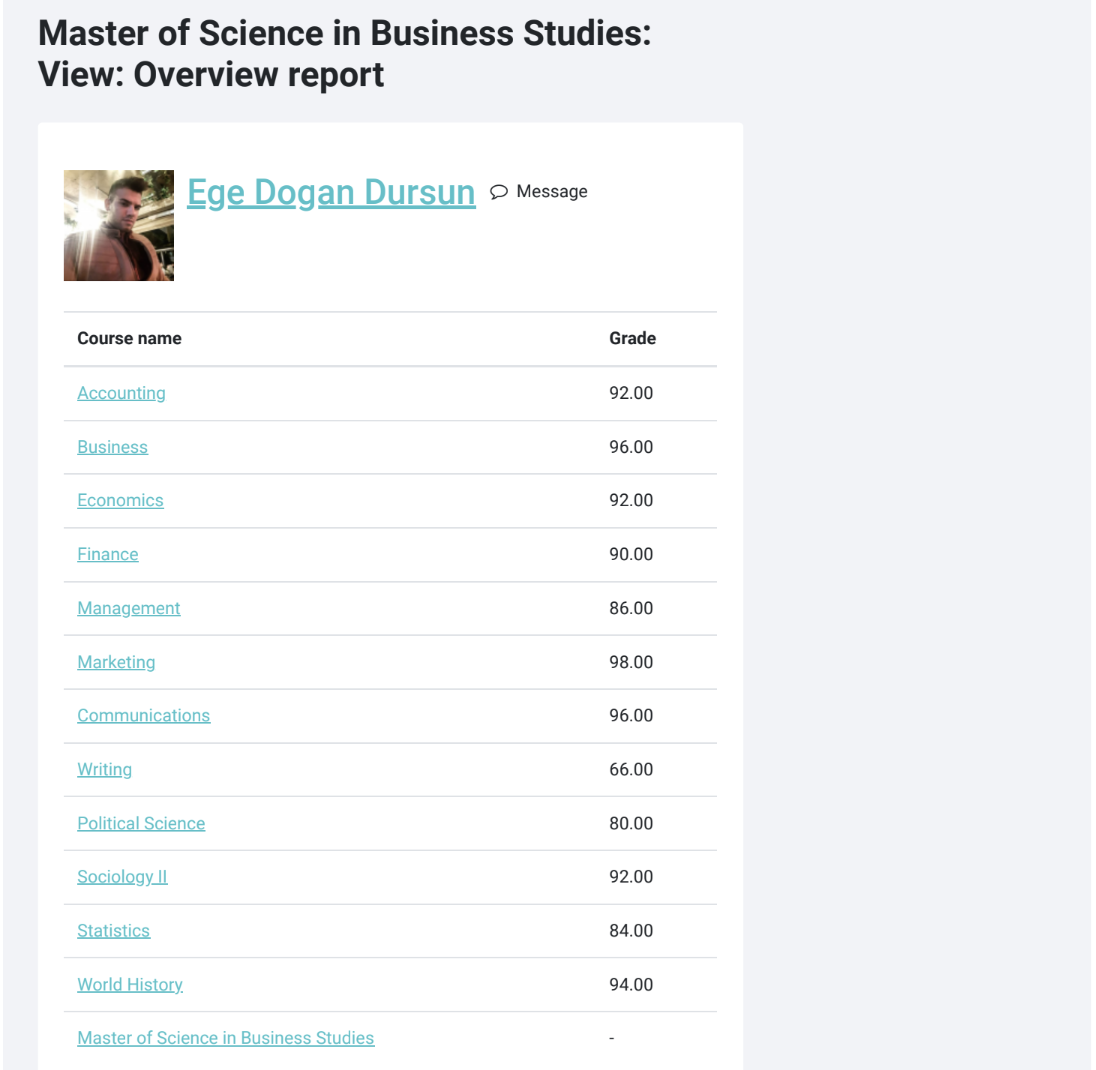 Master of Science in Business Studies:
View: Overview report
Ege Dogan Dursun Message
Course name Grade
Accounting 92.00
Business 96.00
Economics 92.00
Finance 90.00
Management 86.00
Marketing 98.00
Communications 96.00
Writing 66.00
Political Science 80.00
Sociology II 92.00
Statistics 84.00
World History 94.00
Master of Science in Business Studies -